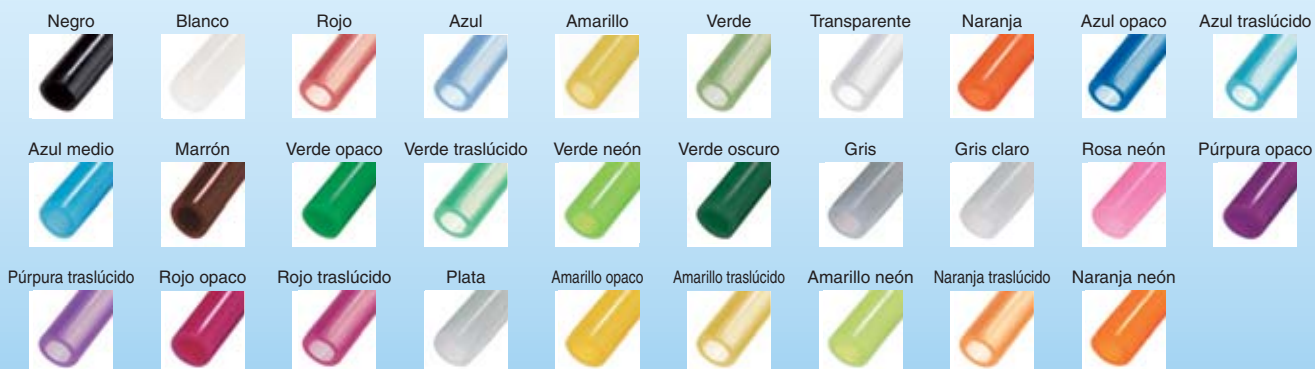 Negro Blanco Rojo Azul Amarillo Verde Transparente Naranja Azul opaco Azul traslúcido
Azul medio Marrón Verde opaco Verde traslúcido Verde neón Verde oscuro Gris Gris claro Rosa neón Púrpura opaco
Púrpura traslúcido Rojo opaco Rojo traslúcido Plata Amarillo opaco Amarillo traslúcido Amarillo neón Naranja traslúcido Naranja neón